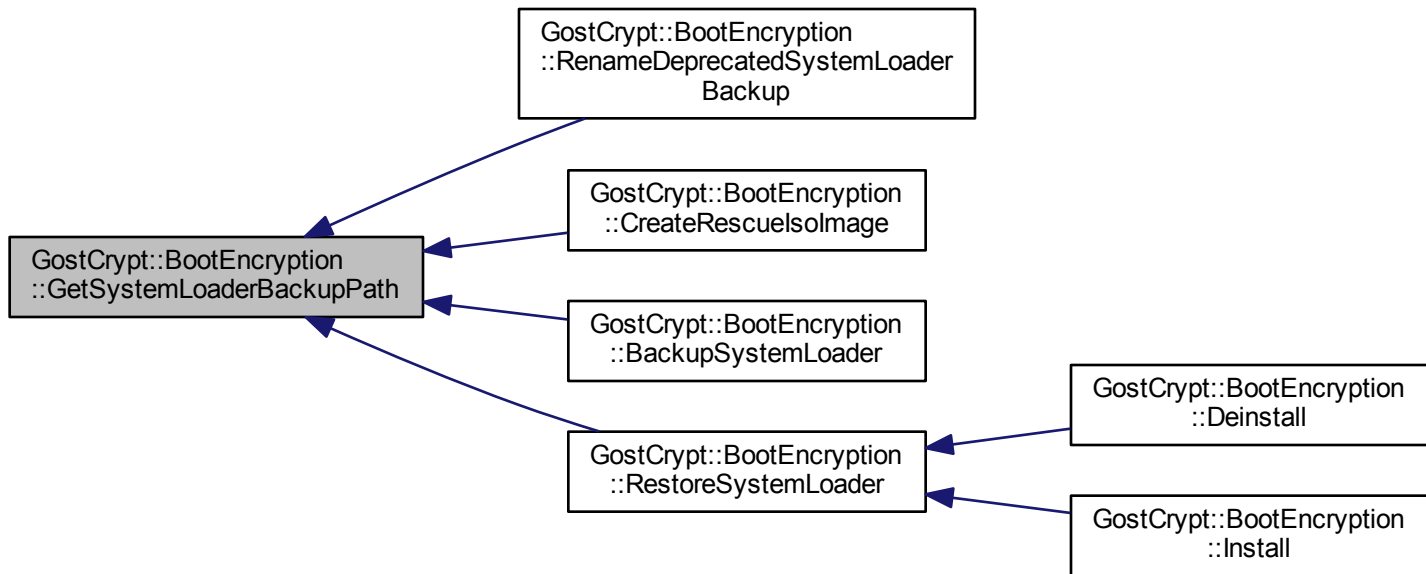 GostCrypt::BootEncryption
::RenameDeprecatedSystemLoader
Backup
GostCrypt::BootEncryption
::CreateRescueIsoImage
GostCrypt::BootEncryption
::GetSystemLoaderBackupPath
GostCrypt::BootEncryption
::BackupSystemLoader
GostCrypt::BootEncryption
::Deinstall
GostCrypt::BootEncryption
::RestoreSystemLoader
GostCrypt::BootEncryption
::Install